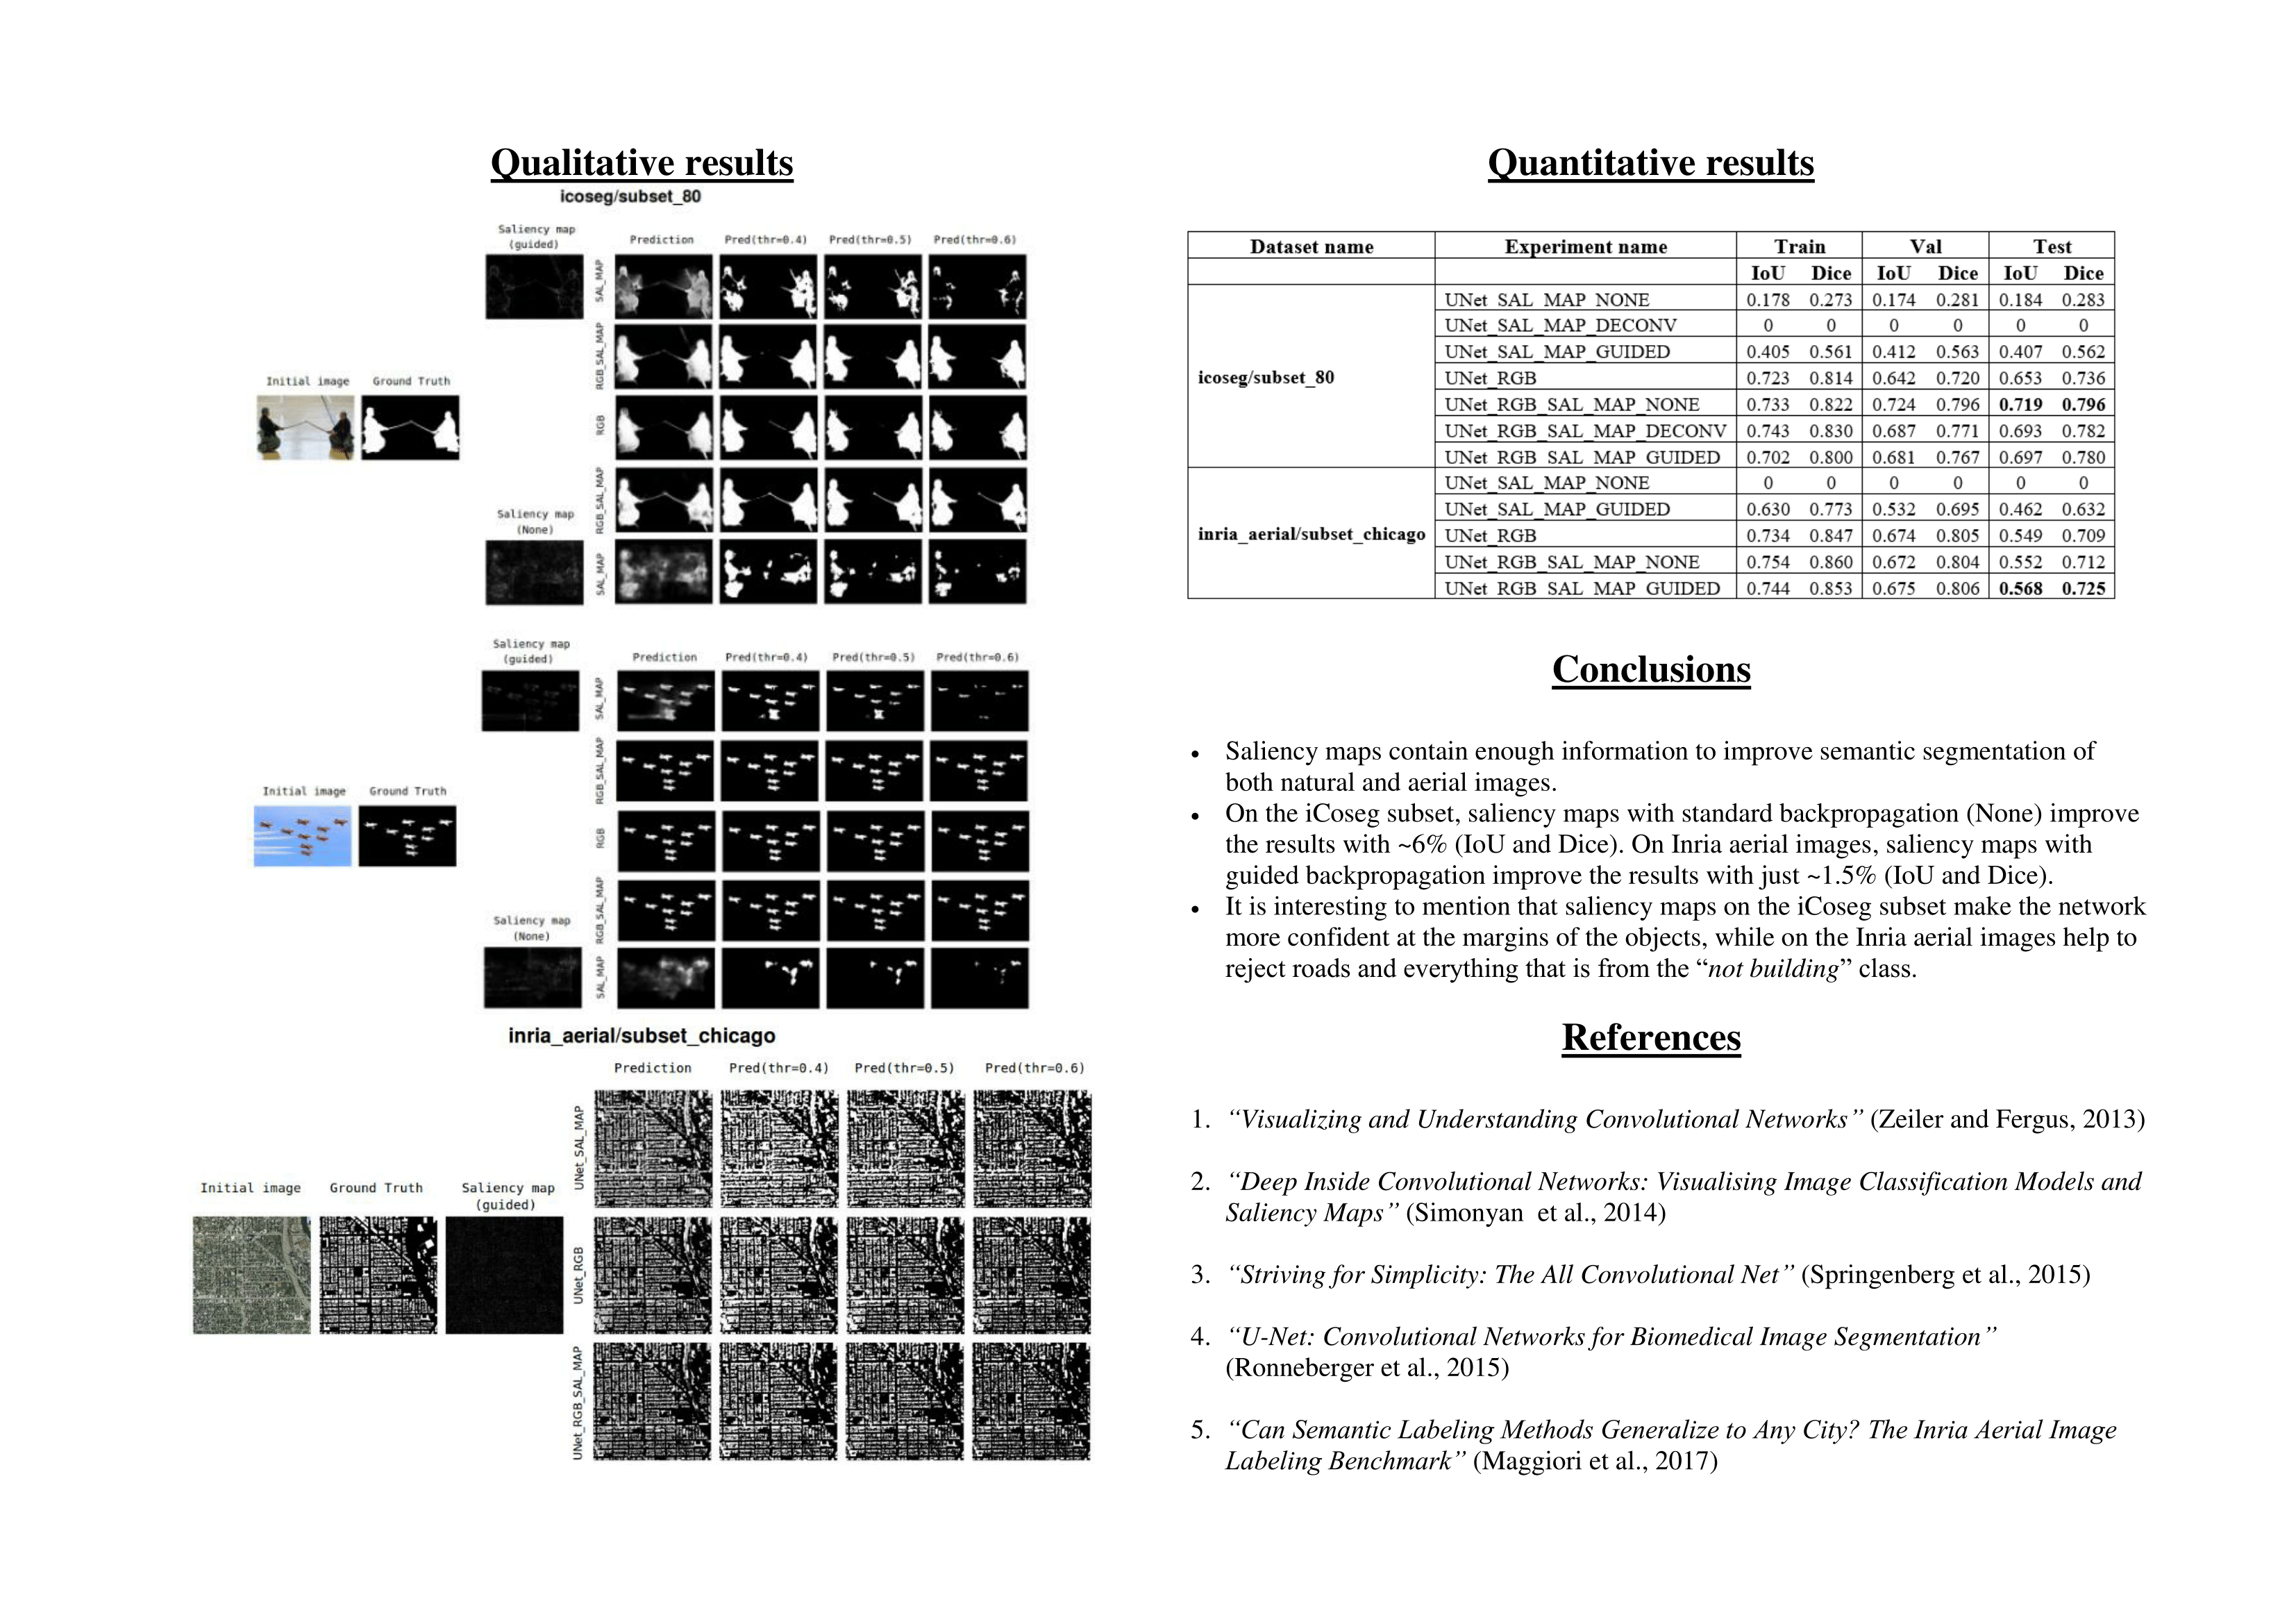 Qualitative results
icoseg/subset_80
Saliency map
(guided)
Prediction Pred(thr=0.4) Pred(thr=0.5) Pred(thr=0.6)
SAL_MAP
RGB_SAL_MAP
Initial image Ground Truth
RGB
RGB_SAL_MAP
Saliency map
(None)
SAL_MAP
Saliency map
(guided)
Prediction Pred(thr=0.4) Pred(thr=0.5) Pred(thr=0.6)
SAL_MAP
RGB_SAL_MAP
Initial image Ground Truth
RGB
RGB_SAL_MAP
Saliency map
(None)
SAL_MAP
inria_aerial/subset_chicago
Prediction Pred(thr=0.4) Pred(thr=0.5) Pred(thr=0.6)
UNet_SAL_MAP
Initial image Ground Truth Saliency map
(guided)
UNet_RGB
UNet_RGB_SAL_MAP
Quantitative results
Dataset name Experiment name Train Val Test
IoU Dice IoU Dice IoU Dice
icoseg/subset_80
UNet_SAL_MAP_NONE 0.178 0.273 0.174 0.281 0.184 0.283
UNet_SAL_MAP_DECONV 0 0 0 0 0 0
UNet_SAL_MAP_GUIDED 0.405 0.561 0.412 0.563 0.407 0.562
UNet_RGB 0.723 0.814 0.642 0.720 0.653 0.736
UNet_RGB_SAL_MAP_NONE 0.733 0.822 0.724 0.796 0.719 0.796
UNet_RGB_SAL_MAP_DECONV 0.743 0.830 0.687 0.771 0.693 0.782
UNet_RGB_SAL_MAP_GUIDED 0.702 0.800 0.681 0.767 0.697 0.780
inria_aerial/subset_chicago
UNet_SAL_MAP_NONE 0 0 0 0 0 0
UNet_SAL_MAP_GUIDED 0.630 0.773 0.532 0.695 0.462 0.632
UNet_RGB 0.734 0.847 0.674 0.805 0.549 0.709
UNet_RGB_SAL_MAP_NONE 0.754 0.860 0.672 0.804 0.552 0.712
UNet_RGB_SAL_MAP_GUIDED 0.744 0.853 0.675 0.806 0.568 0.725
Conclusions
• Saliency maps contain enough information to improve semantic segmentation of
both natural and aerial images.
• On the iCoseg subset, saliency maps with standard backpropagation (None) improve
the results with ~6% (IoU and Dice). On Inria aerial images, saliency maps with
guided backpropagation improve the results with just ~1.5% (IoU and Dice).
• It is interesting to mention that saliency maps on the iCoseg subset make the network
more confident at the margins of the objects, while on the Inria aerial images help to
reject roads and everything that is from the “not building” class.
References
1. “Visualizing and Understanding Convolutional Networks” (Zeiler and Fergus, 2013)
2. “Deep Inside Convolutional Networks: Visualising Image Classification Models and
Saliency Maps” (Simonyan et al., 2014)
3. “Striving for Simplicity: The All Convolutional Net” (Springenberg et al., 2015)
4. “U-Net: Convolutional Networks for Biomedical Image Segmentation”
(Ronneberger et al., 2015)
5. “Can Semantic Labeling Methods Generalize to Any City? The Inria Aerial Image
Labeling Benchmark” (Maggiori et al., 2017)